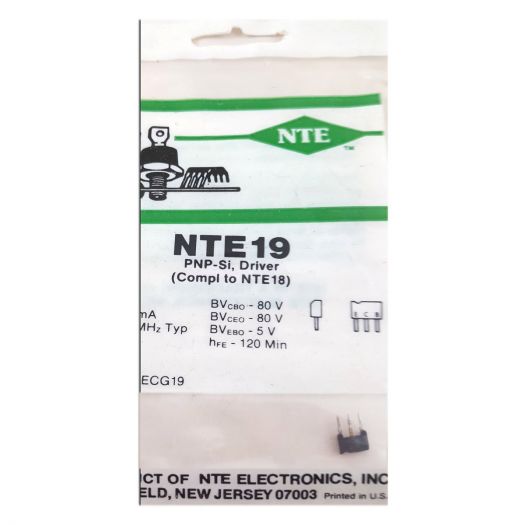 NTE
TM
NTE19
PNP-Si, Driver
(Compl to NTE18)
mA
MHz Typ
BVCBO - 80 V
BVCEO - 80 V
BVEBO - 5 V
hFE - 120 Min
E C B
ECG19
CT OF NTE ELECTRONICS, INC
ELD, NEW JERSEY 07003 Printed in U.S.